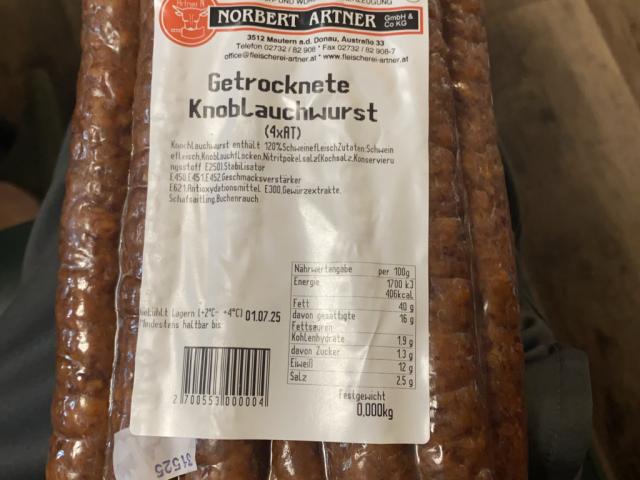 Artner N
NORBERT ARTNER GmbH & Co KG
3512 Mautern a.d. Donau, Austraße 33
Telefon 02732 / 82 908 * Fax 02732 / 82 908-7
office@fleischerei-artner.at * www.fleischerei-artner.at
Getrocknete
Knoblauchwurst
(4xAT)
Knochlauchwurst enthält 120%Schweinefleisch.Zutaten:Schwein
efleisch,Knoblauchflocken,Nitritpökelsalz(Kochsalz,Konservieru
ngsstoff E250),Stabilisator
E450,E451,E452,Geschmacksverstärker
E621,Antioxydationsmittel E300,Gewürzextrakte,
Schafsaitling,Buchenrauch
Nährwertangabe per 100g
Energie 1700 kJ
406kcal
Fett 40 g
davon gesättigte 16 g
Fettsäuren
Kohlenhydrate 1.9 g
davon Zucker 1.3 g
Eiweiß 12 g
Salz 2.5 g
gekühlt lagern (+2°C- +4°C) 01.07.25
Mindestens haltbar bis
2 700553 000004
Festgewicht
0,000kg
31525